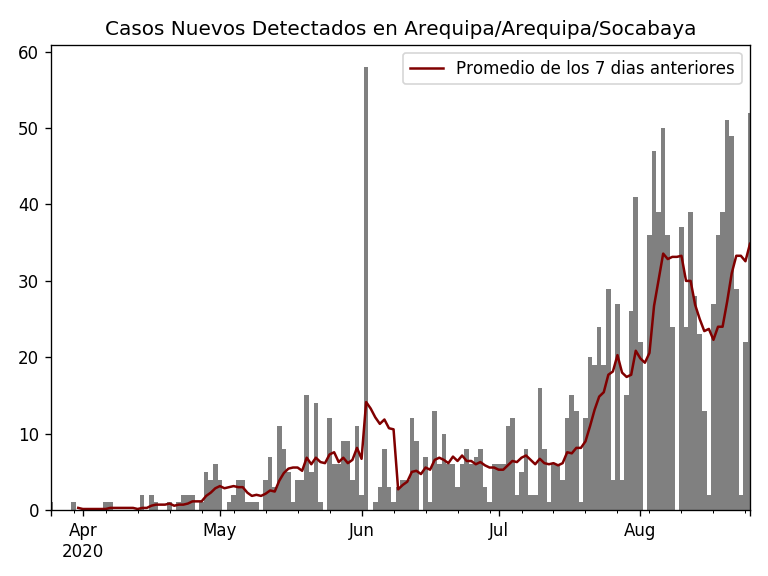 Casos Nuevos Detectados en Arequipa/Arequipa/Socabaya
Promedio de los 7 dias anteriores
60
50
40
30
20
10
0
Apr
2020
May
Jun
Jul
Aug